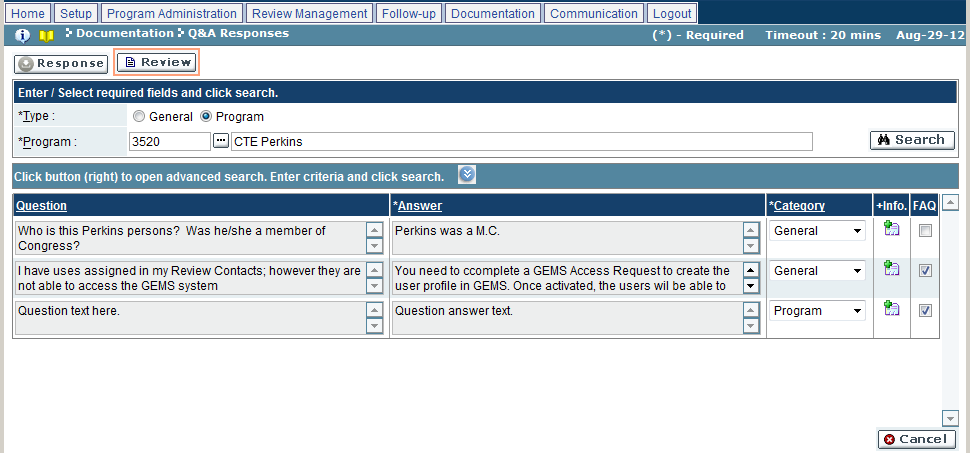 Home Setup Program Administration Review Management Follow-up Documentation Communication Logout
Documentation Q&A Responses (*) - Required Timeout : 20 mins Aug-29-12
Response Review
Enter / Select required fields and click search.
*Type : General Program
*Program : 3520 ... CTE Perkins Search
Click button (right) to open advanced search. Enter criteria and click search.
Question *Answer *Category +Info. FAQ
Who is this Perkins persons? Was he/she a member of
Congress?
Perkins was a M.C.
General
I have uses assigned in my Review Contacts; however they are
not able to access the GEMS system
You need to ccomplete a GEMS Access Request to create the
user profile in GEMS. Once activated, the users wil be able to
General
Question text here.
Question answer text.
Program
Cancel